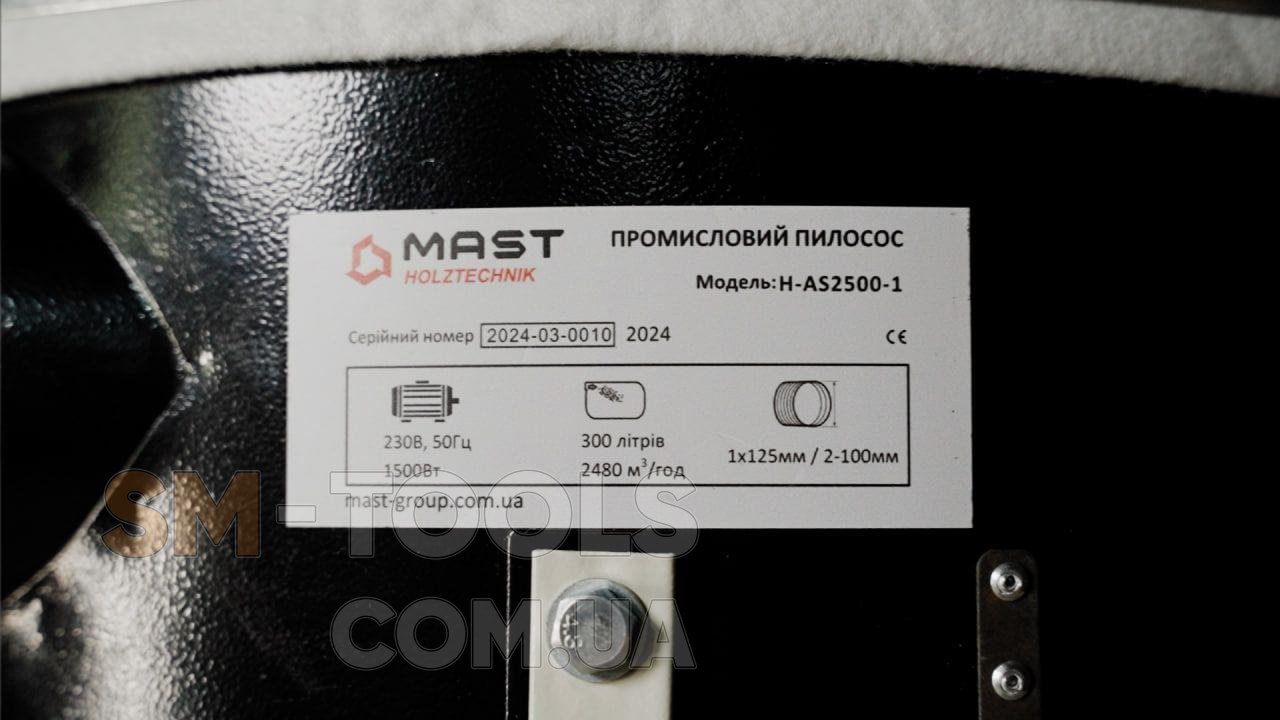 MAST
HOLZTECHNIK
ПРОМИСЛОВИЙ ПИЛОСОС
Модель: H-AS2500-1
Серійний номер 2024-03-0010 2024
CE
230В, 50Гц
1500Вт
300 літрів
2480 м³/год
1х125мм / 2-100мм
mast-group.com.ua
SM-TOOLS
COM.UA